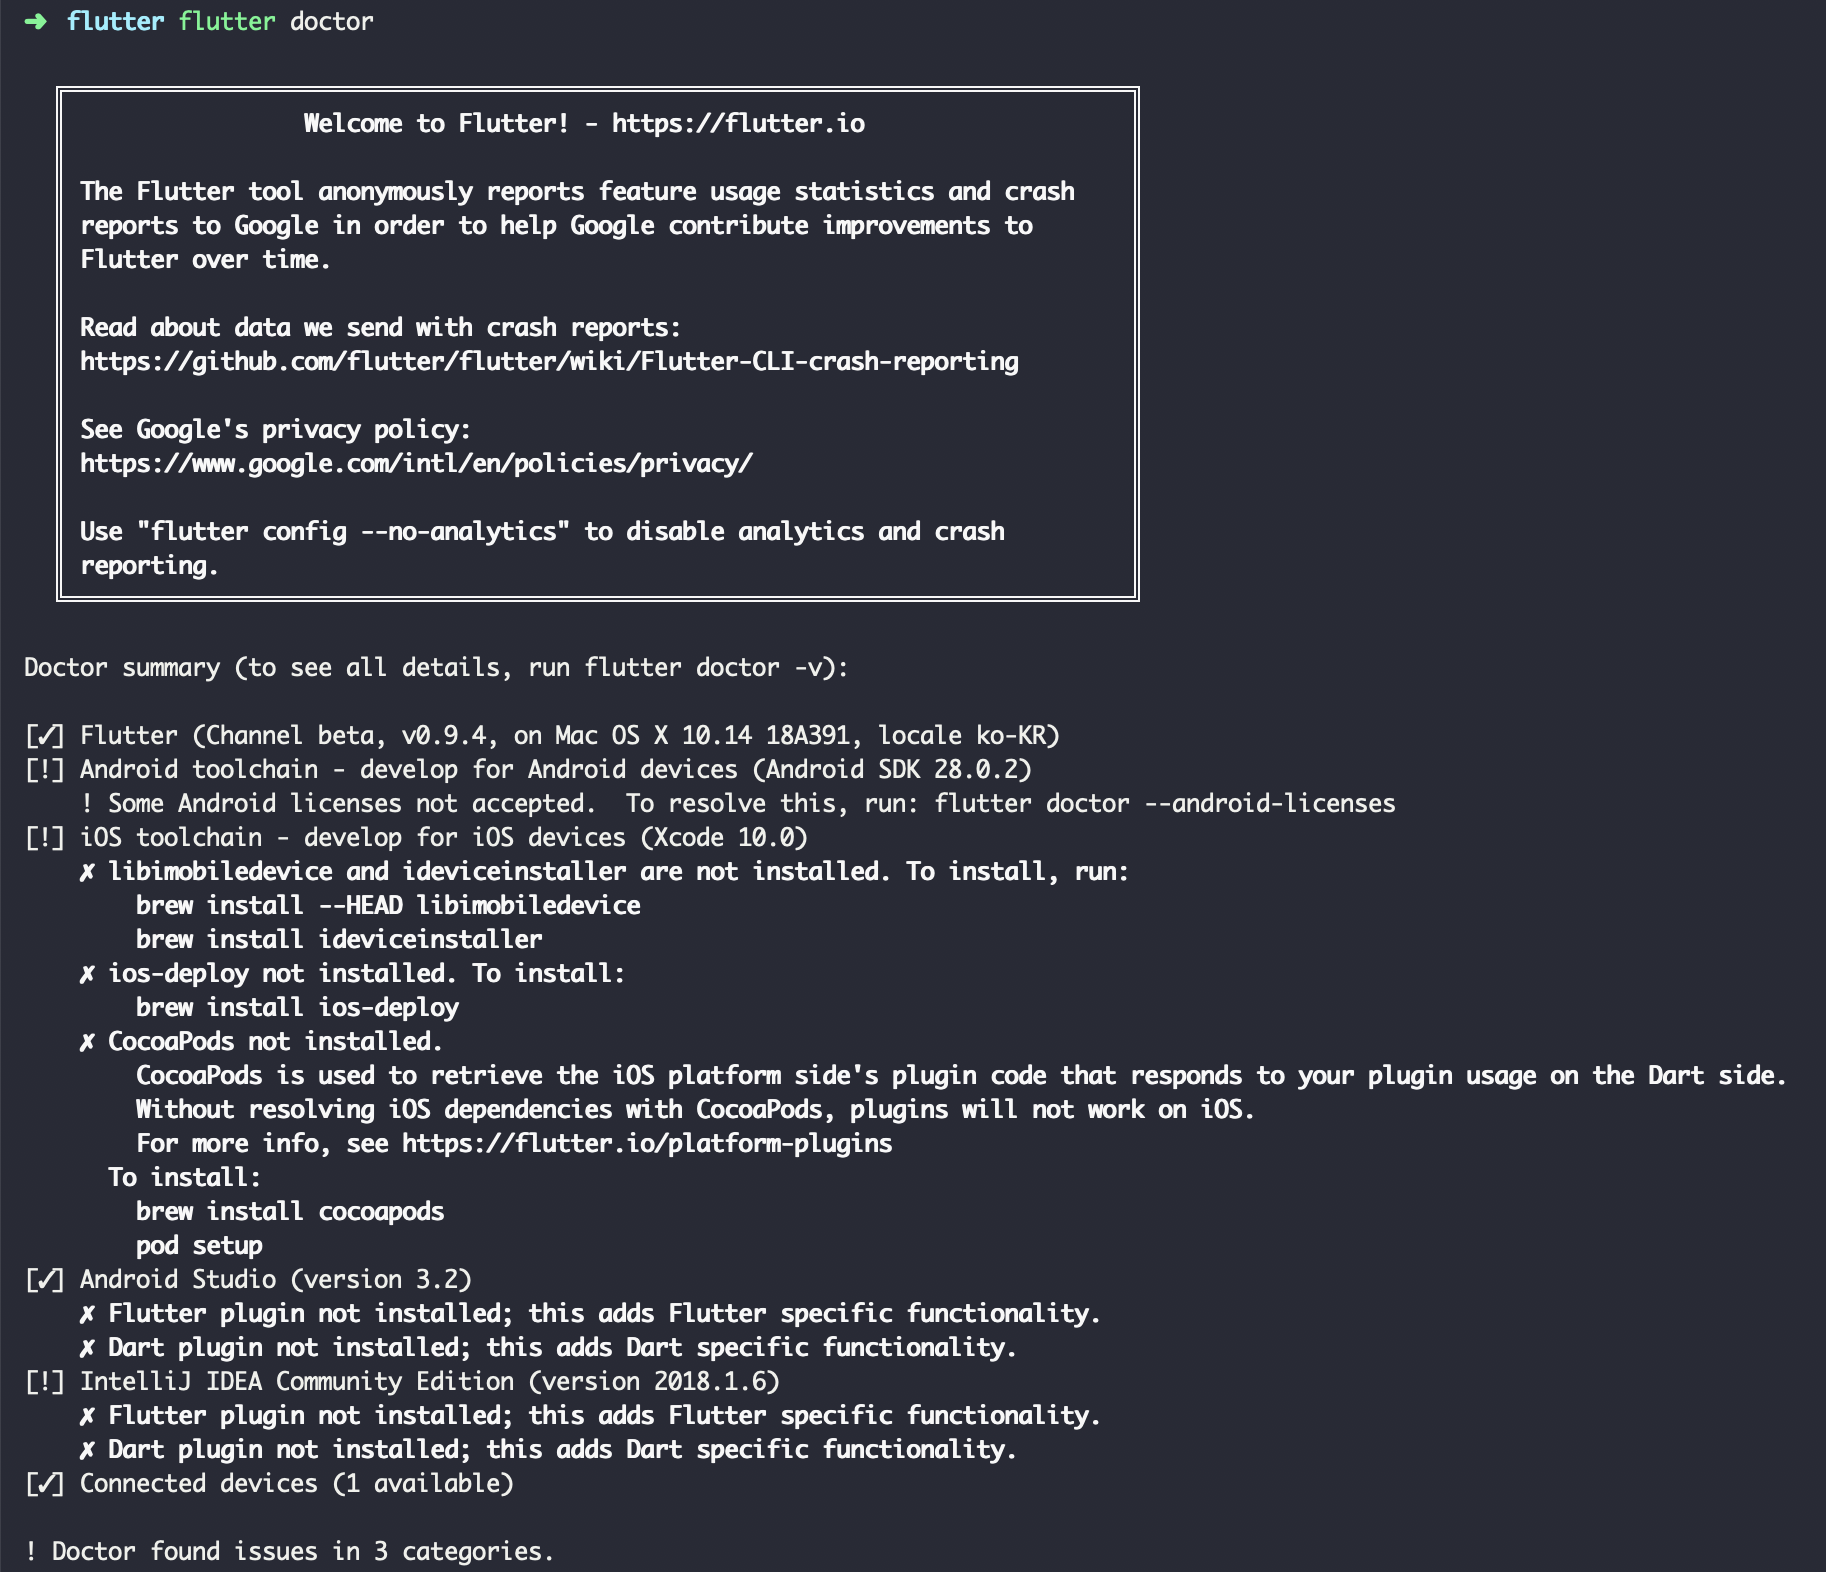 ➜ flutter flutter doctor
Welcome to Flutter! - https://flutter.io
The Flutter tool anonymously reports feature usage statistics and crash
reports to Google in order to help Google contribute improvements to
Flutter over time.
Read about data we send with crash reports:
https://github.com/flutter/flutter/wiki/Flutter-CLI-crash-reporting
See Google's privacy policy:
https://www.google.com/intl/en/policies/privacy/
Use "flutter config --no-analytics" to disable analytics and crash
reporting.
Doctor summary (to see all details, run flutter doctor -v):
[✓] Flutter (Channel beta, v0.9.4, on Mac OS X 10.14 18A391, locale ko-KR)
[!] Android toolchain - develop for Android devices (Android SDK 28.0.2)
! Some Android licenses not accepted.  To resolve this, run: flutter doctor --android-licenses
[!] iOS toolchain - develop for iOS devices (Xcode 10.0)
✗ libimobiledevice and ideviceinstaller are not installed. To install, run:
brew install --HEAD libimobiledevice
brew install ideviceinstaller
✗ ios-deploy not installed. To install:
brew install ios-deploy
✗ CocoaPods not installed.
CocoaPods is used to retrieve the iOS platform side's plugin code that responds to your plugin usage on the Dart side.
Without resolving iOS dependencies with CocoaPods, plugins will not work on iOS.
For more info, see https://flutter.io/platform-plugins
To install:
brew install cocoapods
pod setup
[✓] Android Studio (version 3.2)
✗ Flutter plugin not installed; this adds Flutter specific functionality.
✗ Dart plugin not installed; this adds Dart specific functionality.
[!] IntelliJ IDEA Community Edition (version 2018.1.6)
✗ Flutter plugin not installed; this adds Flutter specific functionality.
✗ Dart plugin not installed; this adds Dart specific functionality.
[✓] Connected devices (1 available)
! Doctor found issues in 3 categories.